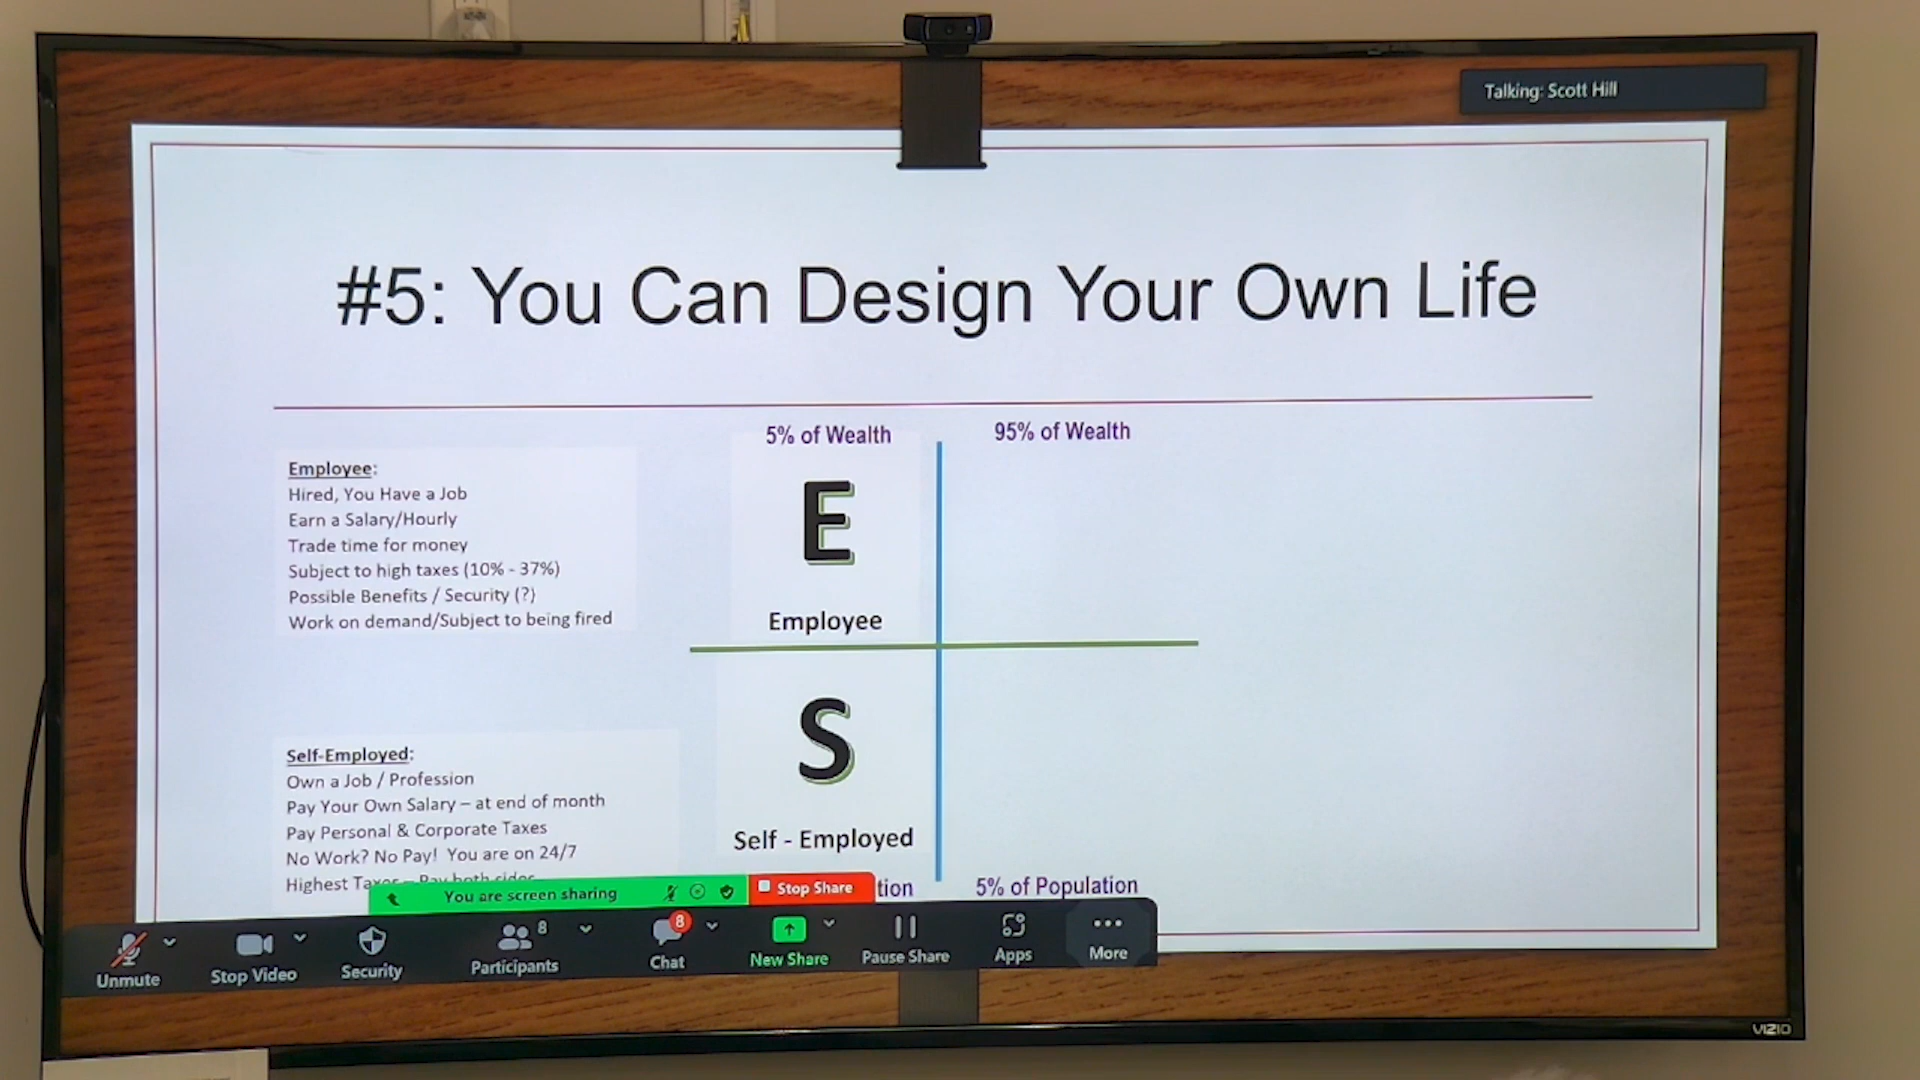 Talking: Scott Hill
#5: You Can Design Your Own Life
5% of Wealth
95% of Wealth
Employee:
Hired, You Have a Job
Earn a Salary/Hourly
Trade time for money
Subject to high taxes (10% - 37%)
Possible Benefits / Security (?)
Work on demand/Subject to being fired
E
Employee
Self-Employed:
Own a Job / Profession
Pay Your Own Salary – at end of month
Pay Personal & Corporate Taxes
No Work? No Pay! You are on 24/7
Highest Taxes – Pay both sides
S
Self - Employed
tion
5% of Population
You are screen sharing
Stop Share
Unmute
Stop Video
Security
8
Participants
8
Chat
New Share
Pause Share
Apps
More
VIZIO